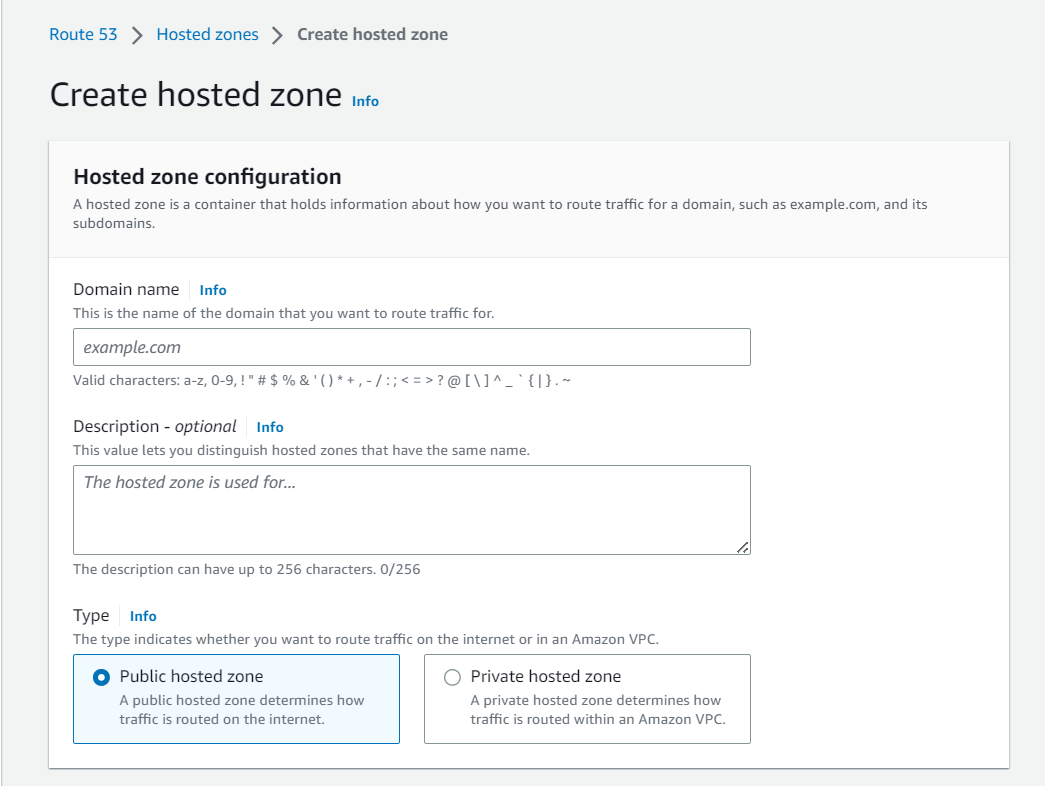 Route 53 > Hosted zones > Create hosted zone
Create hosted zone Info
Hosted zone configuration
A hosted zone is a container that holds information about how you want to route traffic for a domain, such as example.com, and its
subdomains.
Domain name Info
This is the name of the domain that you want to route traffic for.
example.com
Valid characters: a-z, 0-9, ! " # $ % & ' ( ) * + , - / : ; < = > ? @ [ \ ] ^ _ ` { | } . ~
Description - optional Info
This value lets you distinguish hosted zones that have the same name.
The hosted zone is used for...
The description can have up to 256 characters. 0/256
Type Info
The type indicates whether you want to route traffic on the internet or in an Amazon VPC.
Public hosted zone
A public hosted zone determines how
traffic is routed on the internet.
Private hosted zone
A private hosted zone determines how
traffic is routed within an Amazon VPC.